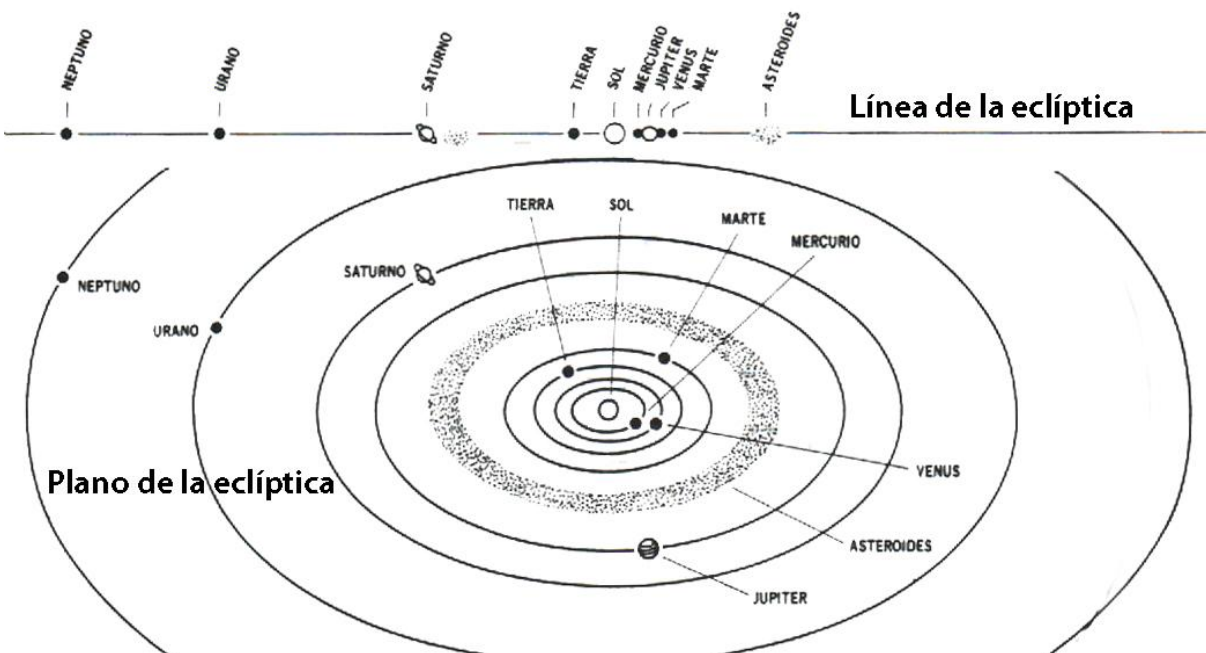 NEPTUNO
URANO
SATURNO
TIERRA
SOL
MERCURIO
JUPITER
VENUS
MARTE
ASTEROIDES
Línea de la eclíptica
TIERRA
SOL
MARTE
MERCURIO
SATURNO
NEPTUNO
URANO
Plano de la eclíptica
VENUS
ASTEROIDES
JUPITER